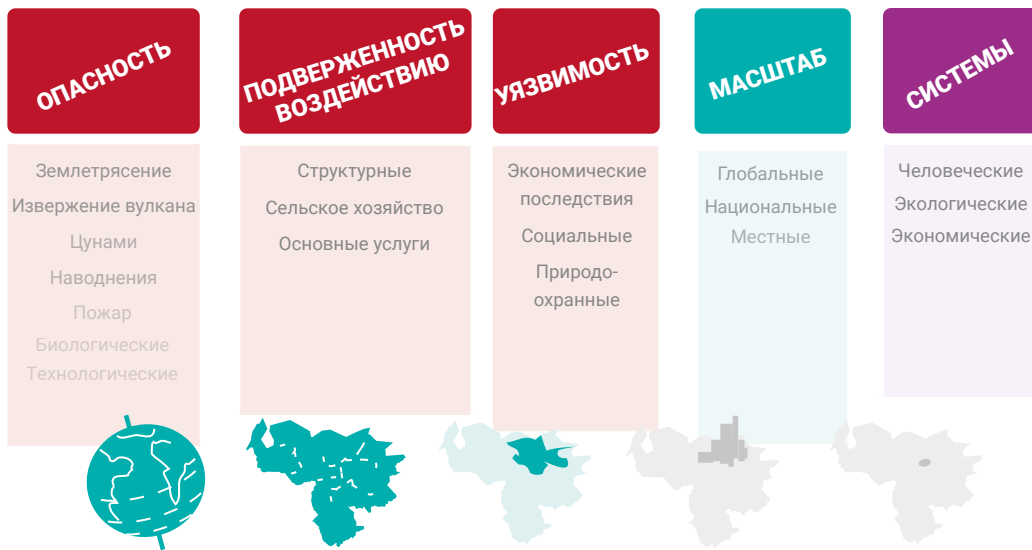 ОПАСНОСТЬ
Землетрясение
Извержение вулкана
Цунами
Наводнения
Пожар
Биологические
Технологические
ПОДВЕРЖЕННОСТЬ
ВОЗДЕЙСТВИЮ
Структурные
Сельское хозяйство
Основные услуги
УЯЗВИМОСТЬ
Экономические
последствия
Социальные
Природо-
охранные
МАСШТАБ
Глобальные
Национальные
Местные
СИСТЕМЫ
Человеческие
Экологические
Экономические